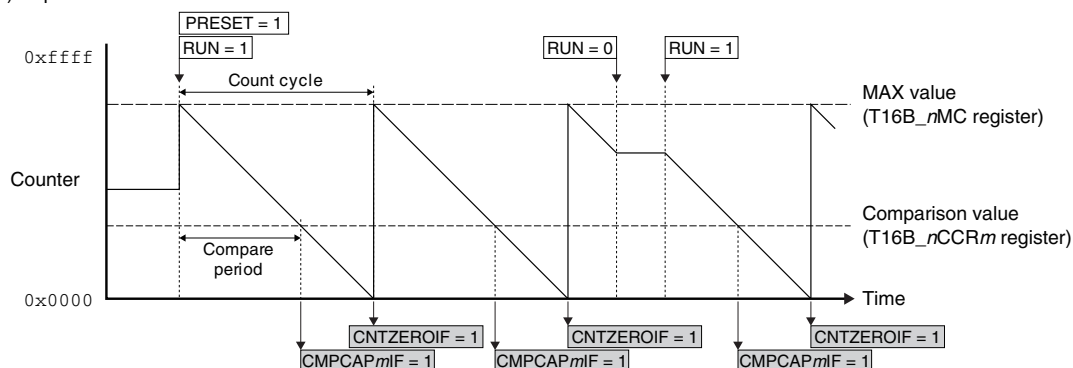 PRESET = 1
RUN = 1
RUN = 0
RUN = 1
0xffff
Count cycle
MAX value
(T16B_nMC register)
Counter
Comparison value
(T16B_nCCRm register)
Compare
period
0x0000
Time
CNTZEROIF = 1
CNTZEROIF = 1
CNTZEROIF = 1
CMPCAPmIF = 1
CMPCAPmIF = 1
CMPCAPmIF = 1